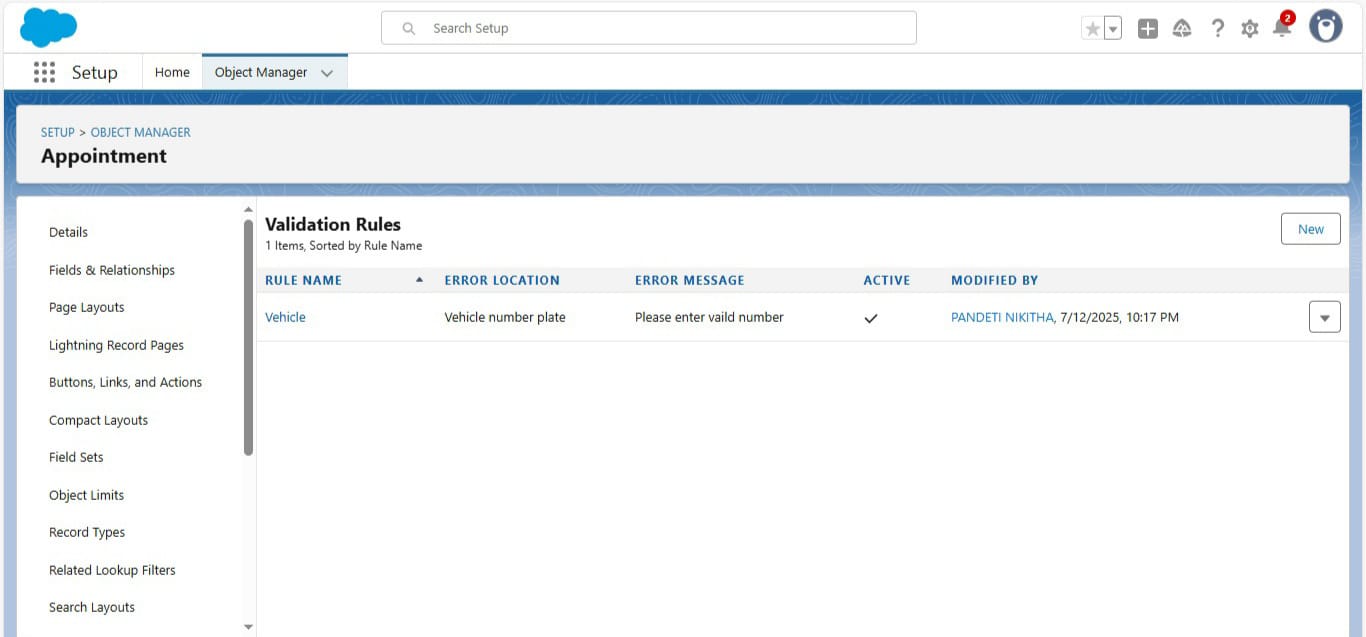 Search Setup
2
Setup
Home
Object Manager
SETUP > OBJECT MANAGER
Appointment
Details
Fields & Relationships
Page Layouts
Lightning Record Pages
Buttons, Links, and Actions
Compact Layouts
Field Sets
Object Limits
Record Types
Related Lookup Filters
Search Layouts
Validation Rules
1 Items, Sorted by Rule Name
New
RULE NAME ERROR LOCATION ERROR MESSAGE ACTIVE MODIFIED BY
Vehicle Vehicle number plate Please enter vaild number PANDETI NIKITHA, 7/12/2025, 10:17 PM